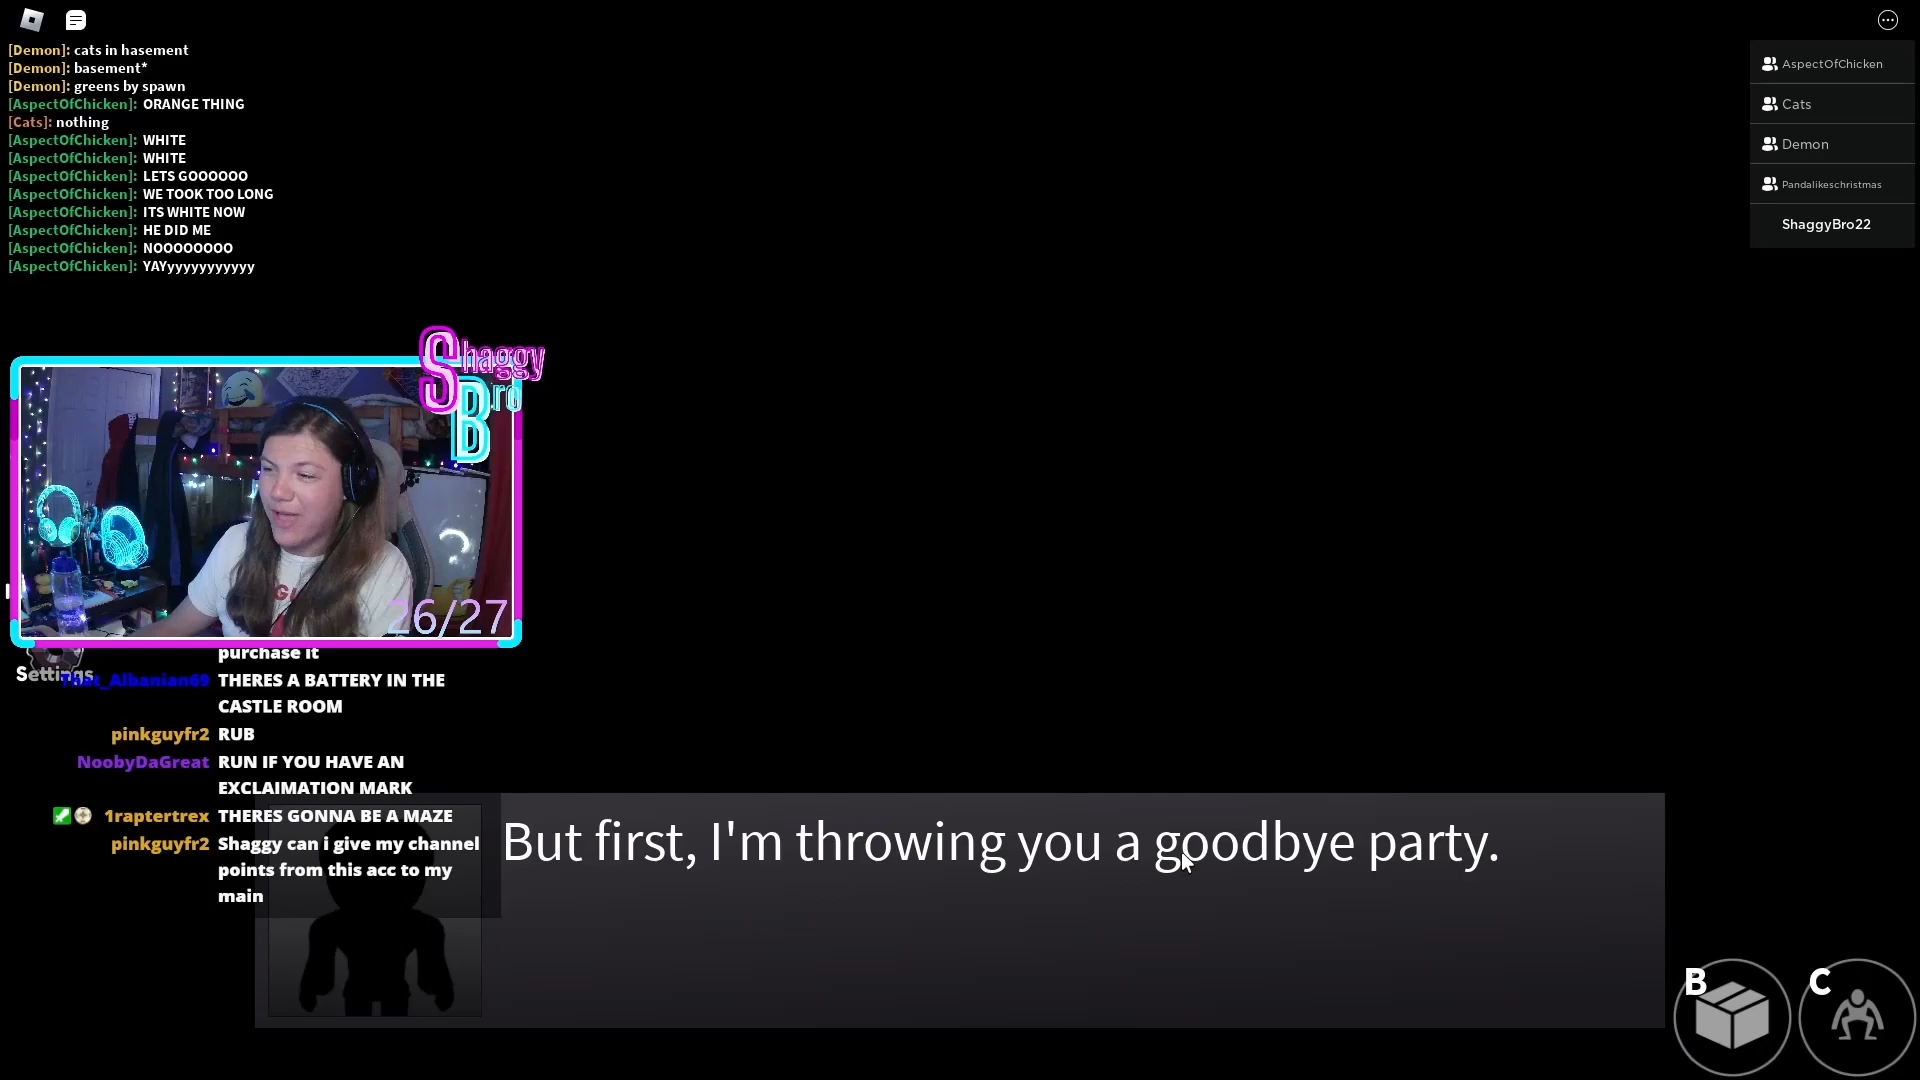 [Demon]: cats in hasement
[Demon]: basement*
[Demon]: greens by spawn
[AspectOfChicken]: ORANGE THING
[Cats]: nothing
[AspectOfChicken]: WHITE
[AspectOfChicken]: WHITE
[AspectOfChicken]: LETS GOOOOOO
[AspectOfChicken]: WE TOOK TOO LONG
[AspectOfChicken]: ITS WHITE NOW
[AspectOfChicken]: HE DID ME
[AspectOfChicken]: NOOOOOOOO
[AspectOfChicken]: YAYyyyyyyyyyy
AspectOfChicken
Cats
Demon
Pandalikeschristmas
ShaggyBro22
Shaggy
Bro
26/27
purchase it
Settings
That_Albanian69 THERES A BATTERY IN THE
CASTLE ROOM
pinkguyfr2 RUB
NoobyDaGreat RUN IF YOU HAVE AN
EXCLAIMATION MARK
1raptertrex THERES GONNA BE A MAZE
pinkguyfr2 Shaggy can i give my channel
points from this acc to my
main
But first, I'm throwing you a goodbye party.
B
C